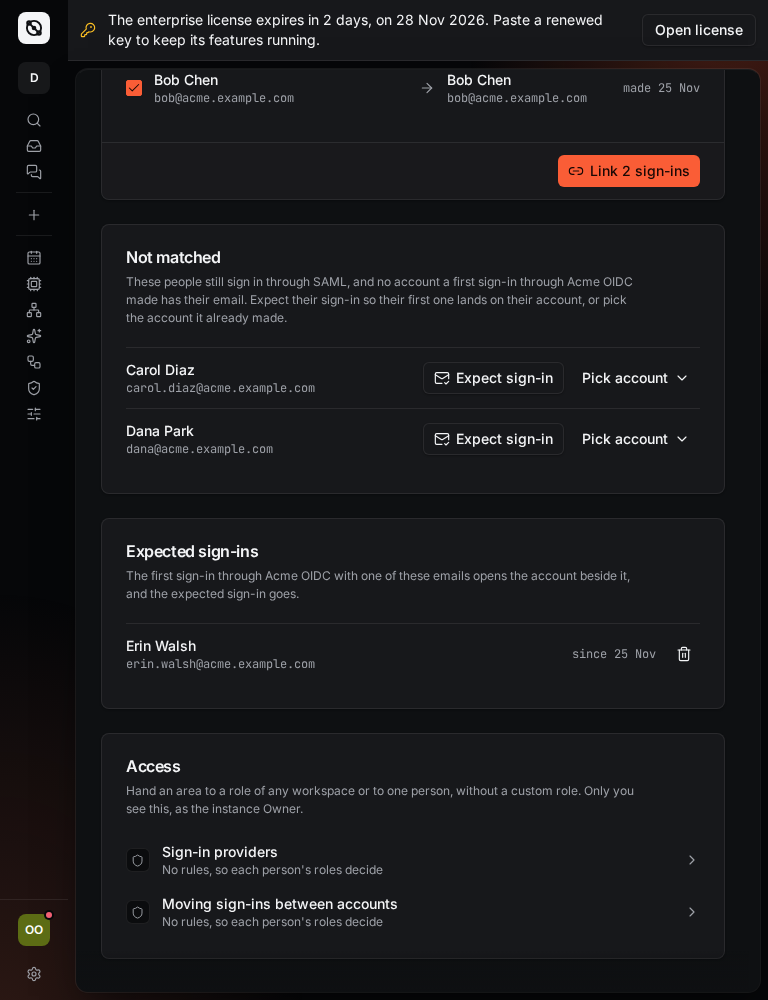 The enterprise license expires in 2 days, on 28 Nov 2026. Paste a renewed
key to keep its features running.
Open license
D
Bob Chen
bob@acme.example.com
Bob Chen
bob@acme.example.com
made 25 Nov
Link 2 sign-ins
Not matched
These people still sign in through SAML, and no account a first sign-in through Acme OIDC
made has their email. Expect their sign-in so their first one lands on their account, or pick
the account it already made.
Carol Diaz
carol.diaz@acme.example.com
Expect sign-in
Pick account
Dana Park
dana@acme.example.com
Expect sign-in
Pick account
Expected sign-ins
The first sign-in through Acme OIDC with one of these emails opens the account beside it,
and the expected sign-in goes.
Erin Walsh
erin.walsh@acme.example.com
since 25 Nov
Access
Hand an area to a role of any workspace or to one person, without a custom role. Only you
see this, as the instance Owner.
Sign-in providers
No rules, so each person's roles decide
Moving sign-ins between accounts
No rules, so each person's roles decide
OO